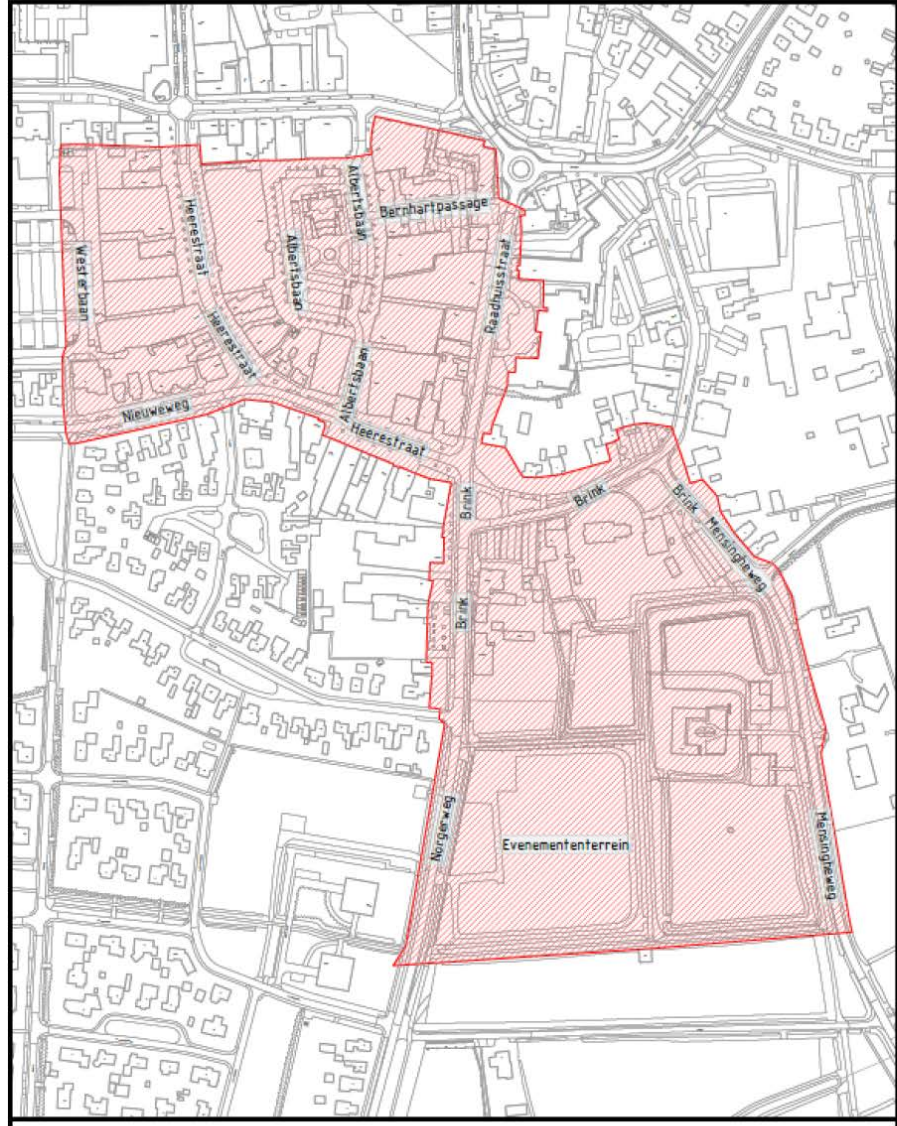 Albertsbaan
Bernhartpassage
Heerestraat
Westerbaan
Albertsbaan
Raadhuisstraat
Heerestraat
Albertsbaan
Nieuweweg
Heerestraat
Brink
Brink
Brink
Mensingheweg
Brink
Norgerweg
Evenemententerrein
Mensingheweg